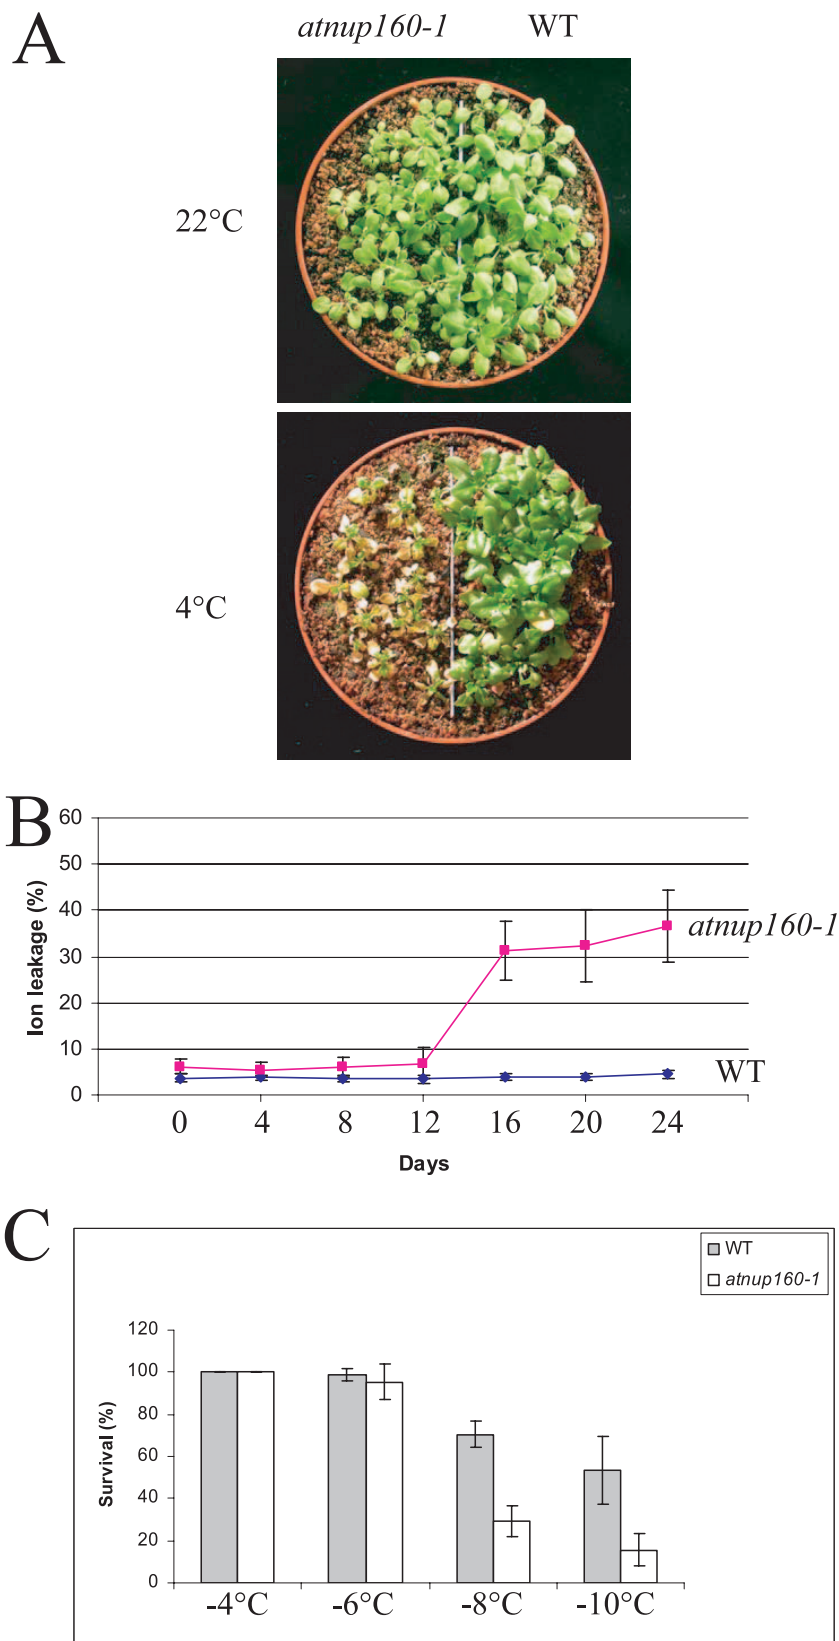 A
atnup160-1 WT
22°C
4°C
B
60
50
40
30
20
10
0
Ion leakage (%)
atnup160-1
WT
0 4 8 12 16 20 24
Days
C
WT
atnup160-1
120
100
80
60
40
20
0
Survival (%)
-4°C -6°C -8°C -10°C